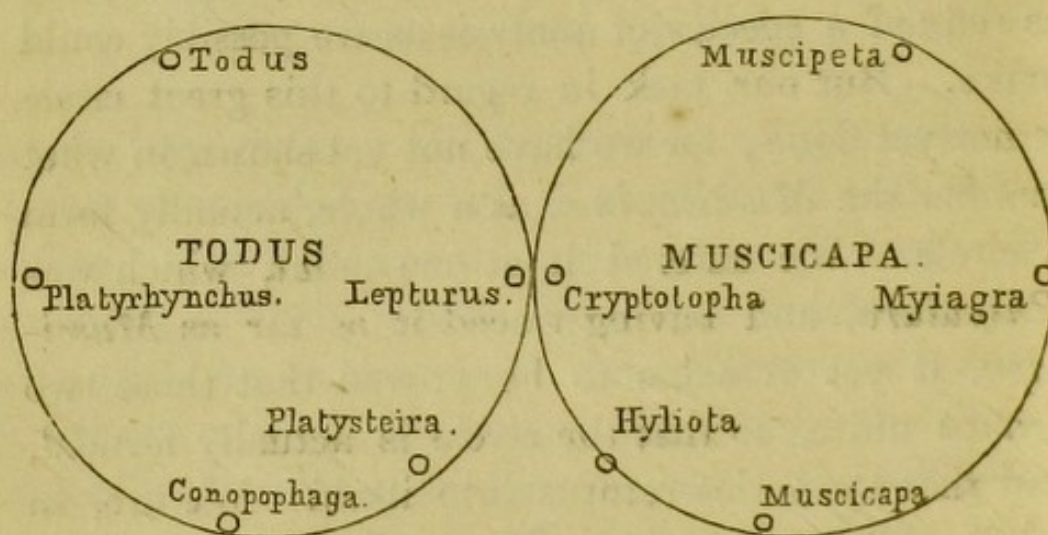 Todus
Muscipeta
TODUS
MUSCICAPA.
Platyrhynchus.
Lepturus.
Cryptolopha
Myiagra
Platysteira.
Hyliota
Conopophaga.
Muscicapa